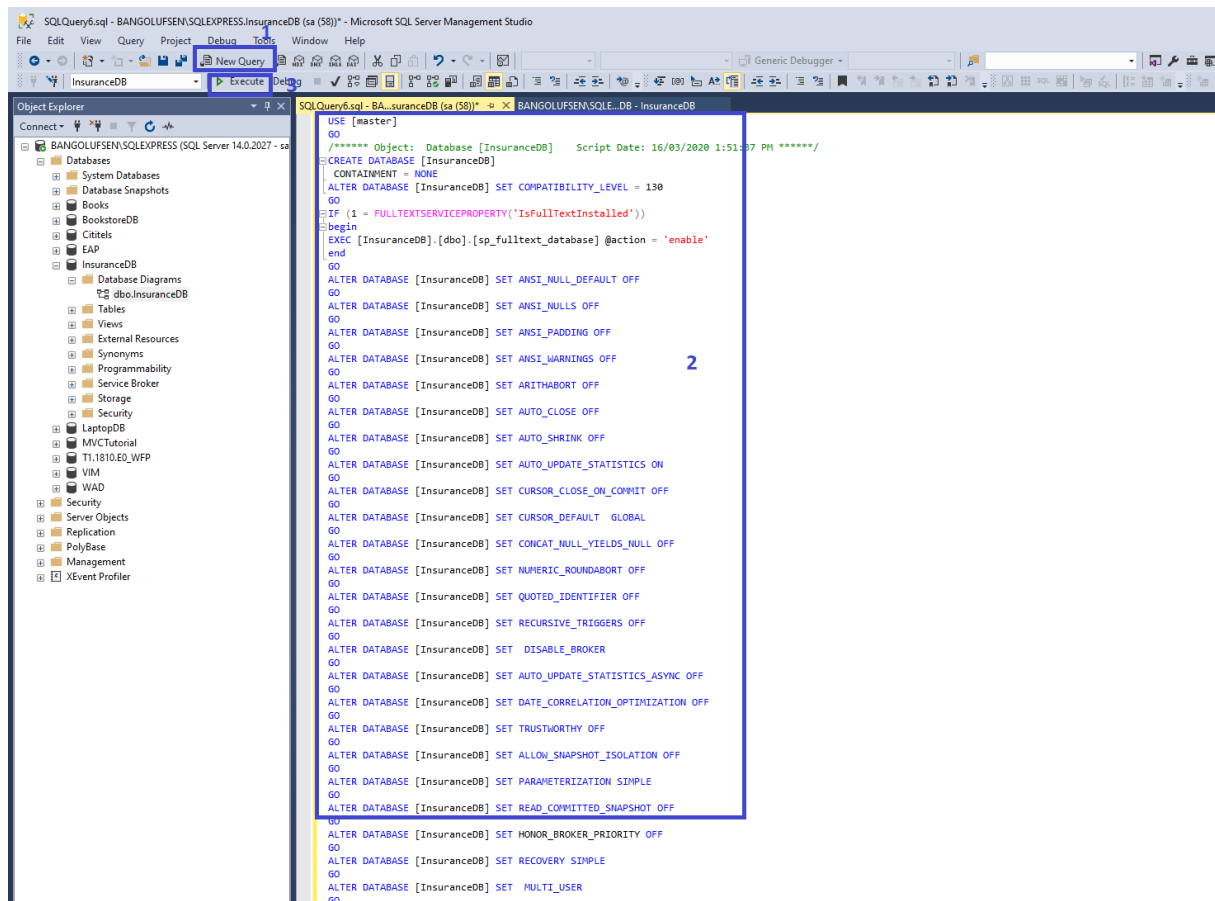 SQLQuery6.sql - BANGOLUFSEN\SQLEXPRESS.InsuranceDB (sa (58))* - Microsoft SQL Server Management Studio
1
File Edit View Query Project Debug Tools Window Help
New Query
Generic Debugger
InsuranceDB
Execute Debug
3
Object Explorer
Connect
BANGOLUFSEN\SQLEXPRESS (SQL Server 14.0.2027 - sa
Databases
System Databases
Database Snapshots
Books
BookstoreDB
Cititels
EAP
InsuranceDB
Database Diagrams
dbo.InsuranceDB
Tables
Views
External Resources
Synonyms
Programmability
Service Broker
Storage
Security
LaptopDB
MVCTutorial
T1.1810.E0_WFP
VIM
WAD
Security
Server Objects
Replication
PolyBase
Management
XEvent Profiler
SQLQuery6.sql - BA...suranceDB (sa (58))* BANGOLUFSEN\SQLE...DB - InsuranceDB
USE [master]
GO
/****** Object: Database [InsuranceDB] Script Date: 16/03/2020 1:51:37 PM ******/
CREATE DATABASE [InsuranceDB]
CONTAINMENT = NONE
ALTER DATABASE [InsuranceDB] SET COMPATIBILITY_LEVEL = 130
GO
IF (1 = FULLTEXTSERVICEPROPERTY('IsFullTextInstalled'))
begin
EXEC [InsuranceDB].[dbo].[sp_fulltext_database] @action = 'enable'
end
GO
ALTER DATABASE [InsuranceDB] SET ANSI_NULL_DEFAULT OFF
GO
ALTER DATABASE [InsuranceDB] SET ANSI_NULLS OFF
GO
ALTER DATABASE [InsuranceDB] SET ANSI_PADDING OFF
GO
ALTER DATABASE [InsuranceDB] SET ANSI_WARNINGS OFF
2
GO
ALTER DATABASE [InsuranceDB] SET ARITHABORT OFF
GO
ALTER DATABASE [InsuranceDB] SET AUTO_CLOSE OFF
GO
ALTER DATABASE [InsuranceDB] SET AUTO_SHRINK OFF
GO
ALTER DATABASE [InsuranceDB] SET AUTO_UPDATE_STATISTICS ON
GO
ALTER DATABASE [InsuranceDB] SET CURSOR_CLOSE_ON_COMMIT OFF
GO
ALTER DATABASE [InsuranceDB] SET CURSOR_DEFAULT GLOBAL
GO
ALTER DATABASE [InsuranceDB] SET CONCAT_NULL_YIELDS_NULL OFF
GO
ALTER DATABASE [InsuranceDB] SET NUMERIC_ROUNDABORT OFF
GO
ALTER DATABASE [InsuranceDB] SET QUOTED_IDENTIFIER OFF
GO
ALTER DATABASE [InsuranceDB] SET RECURSIVE_TRIGGERS OFF
GO
ALTER DATABASE [InsuranceDB] SET DISABLE_BROKER
GO
ALTER DATABASE [InsuranceDB] SET AUTO_UPDATE_STATISTICS_ASYNC OFF
GO
ALTER DATABASE [InsuranceDB] SET DATE_CORRELATION_OPTIMIZATION OFF
GO
ALTER DATABASE [InsuranceDB] SET TRUSTWORTHY OFF
GO
ALTER DATABASE [InsuranceDB] SET ALLOW_SNAPSHOT_ISOLATION OFF
GO
ALTER DATABASE [InsuranceDB] SET PARAMETERIZATION SIMPLE
GO
ALTER DATABASE [InsuranceDB] SET READ_COMMITTED_SNAPSHOT OFF
GO
ALTER DATABASE [InsuranceDB] SET HONOR_BROKER_PRIORITY OFF
GO
ALTER DATABASE [InsuranceDB] SET RECOVERY SIMPLE
GO
ALTER DATABASE [InsuranceDB] SET MULTI_USER
GO